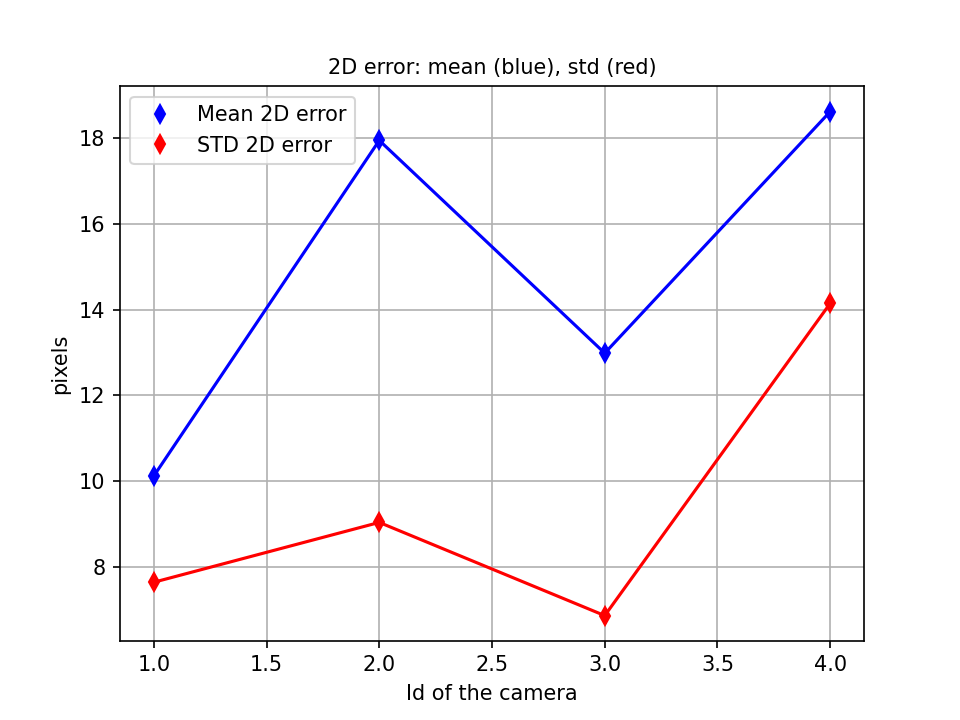 2D error: mean (blue), std (red)
Mean 2D error
STD 2D error
18
16
14
12
10
8
pixels
1.0 1.5 2.0 2.5 3.0 3.5 4.0
Id of the camera